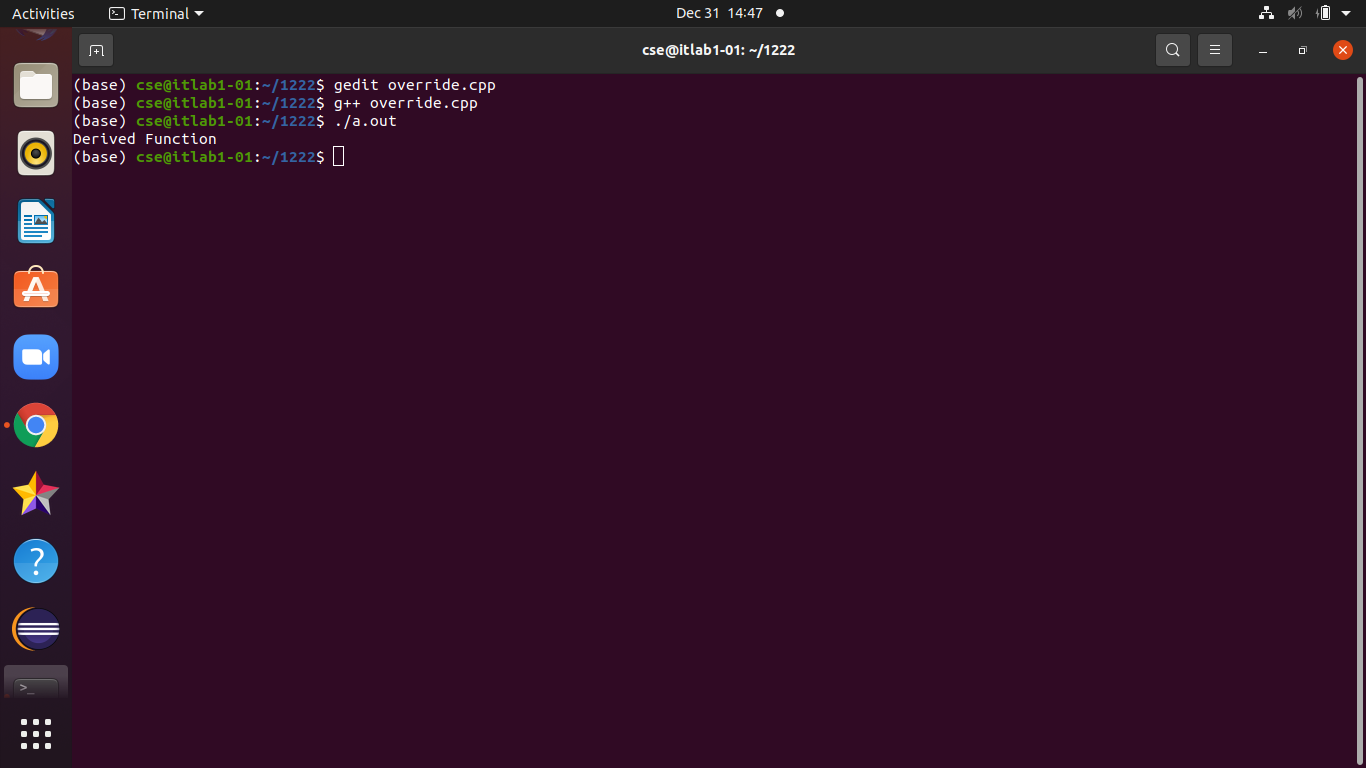 Activities Terminal Dec 31 14:47
cse@itlab1-01: ~/1222
(base) cse@itlab1-01:~/1222$ gedit override.cpp
(base) cse@itlab1-01:~/1222$ g++ override.cpp
(base) cse@itlab1-01:~/1222$ ./a.out
Derived Function
(base) cse@itlab1-01:~/1222$